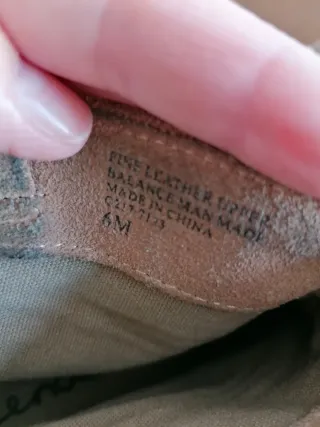 FINE LEATHER UPPER
BALANCE MAN MADE
MADE IN CHINA
6M